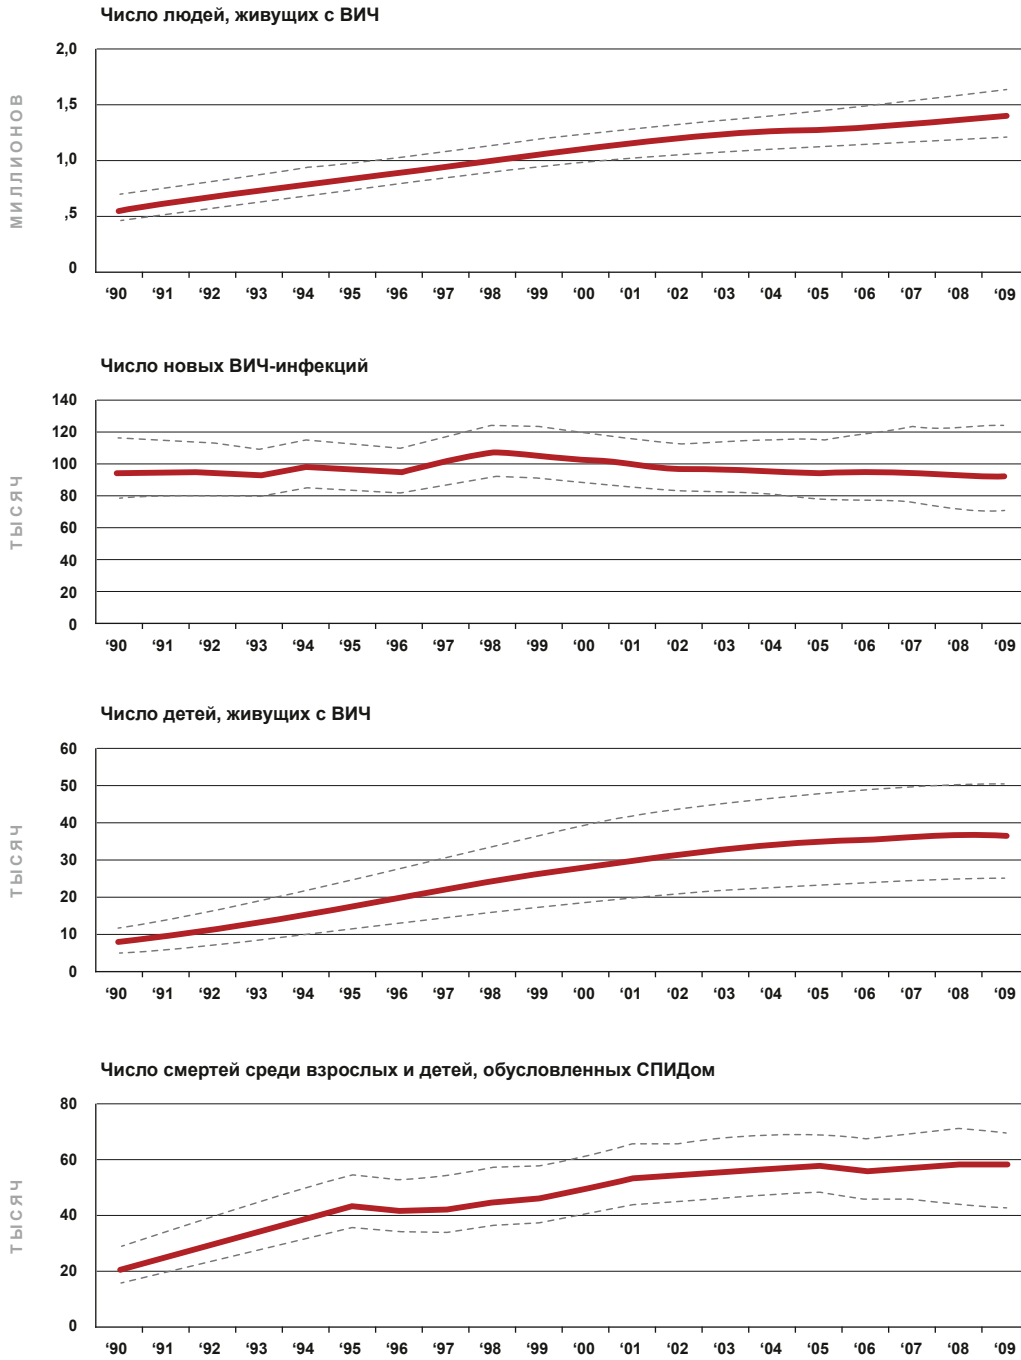 Число людей, живущих с ВИЧ
МИЛЛИОНОВ
2,0
1,5
1,0
,5
0
‘90 ‘91 ‘92 ‘93 ‘94 ‘95 ‘96 ‘97 ‘98 ‘99 ‘00 ‘01 ‘02 ‘03 ‘04 ‘05 ‘06 ‘07 ‘08 ‘09
Число новых ВИЧ-инфекций
ТЫСЯЧ
140
120
100
80
60
40
20
0
‘90 ‘91 ‘92 ‘93 ‘94 ‘95 ‘96 ‘97 ‘98 ‘99 ‘00 ‘01 ‘02 ‘03 ‘04 ‘05 ‘06 ‘07 ‘08 ‘09
Число детей, живущих с ВИЧ
ТЫСЯЧ
60
50
40
30
20
10
0
‘90 ‘91 ‘92 ‘93 ‘94 ‘95 ‘96 ‘97 ‘98 ‘99 ‘00 ‘01 ‘02 ‘03 ‘04 ‘05 ‘06 ‘07 ‘08 ‘09
Число смертей среди взрослых и детей, обусловленных СПИДом
ТЫСЯЧ
80
60
40
20
0
‘90 ‘91 ‘92 ‘93 ‘94 ‘95 ‘96 ‘97 ‘98 ‘99 ‘00 ‘01 ‘02 ‘03 ‘04 ‘05 ‘06 ‘07 ‘08 ‘09